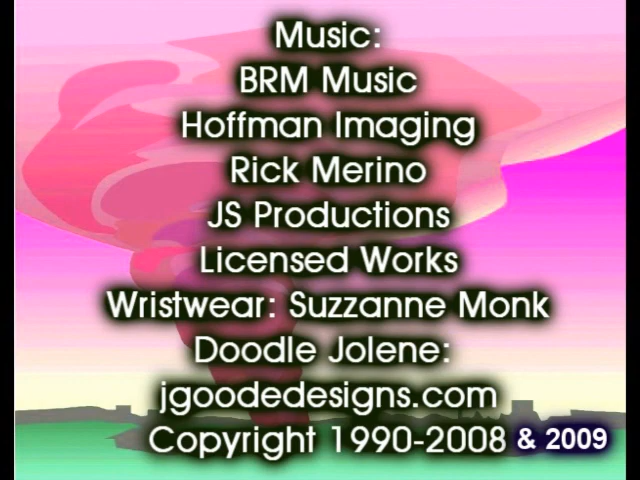 Music:
BRM Music
Hoffman Imaging
Rick Merino
JS Productions
Licensed Works
Wristwear: Suzzanne Monk
Doodle Jolene:
jgoodedesigns.com
Copyright 1990-2008 & 2009